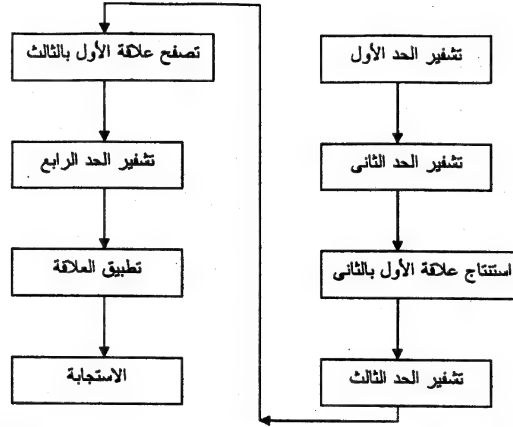 تشفير الحد الأول
تشفير الحد الثانى
استنتاج علاقة الأول بالثانى
تشفير الحد الثالث
تصفح علاقة الأول بالثالث
تشفير الحد الرابع
تطبيق العلاقة
الاستجابة